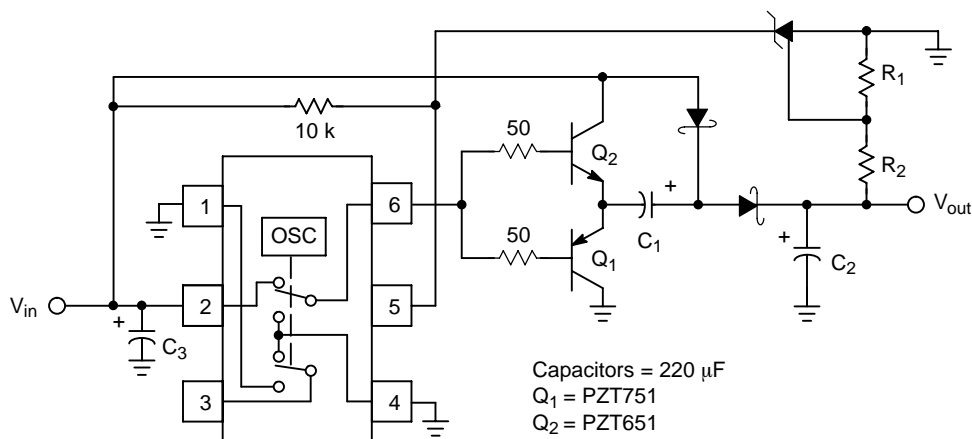 R1
10 k
50
R2
Q2
1
6
Vout
OSC
+
C1
50
Q1
+
C2
Vin
2
5
+
C3
3
4
Capacitors = 220 μF
Q1 = PZT751
Q2 = PZT651